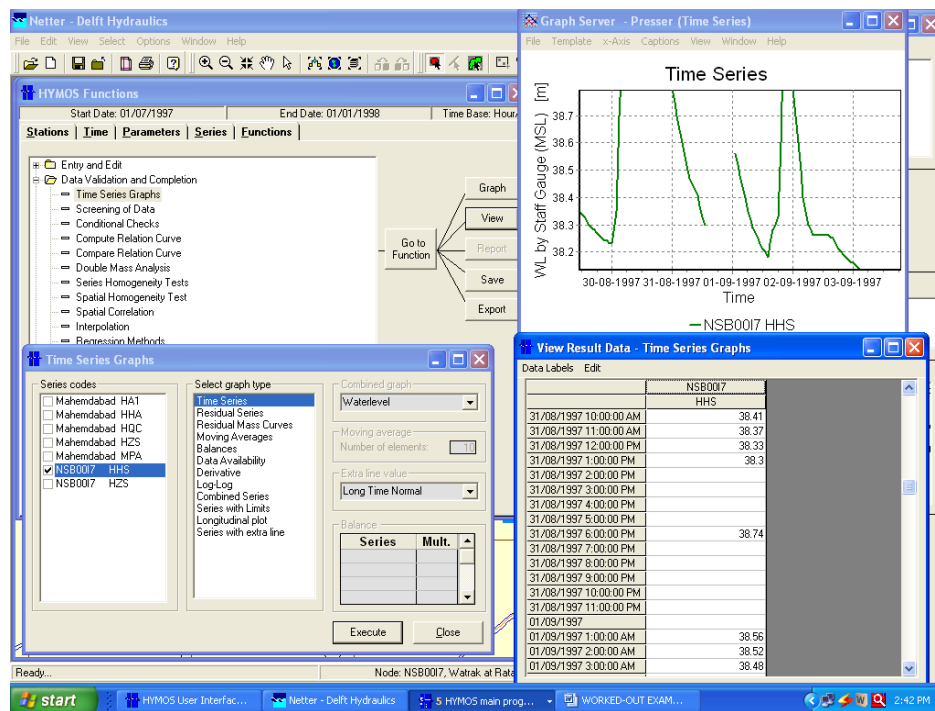 Netter - Delft Hydraulics
File Edit View Select Options Window Help
HYMOS Functions
Start Date: 01/07/1997 End Date: 01/01/1998 Time Base: Hour
Stations Time Parameters Series Functions
Entry and Edit
Data Validation and Completion
Time Series Graphs
Screening of Data
Conditional Checks
Compute Relation Curve
Compare Relation Curve
Double Mass Analysis
Series Homogeneity Tests
Spatial Homogeneity Test
Spatial Correlation
Interpolation
Regression Methods
Go to
Function
Graph
View
Report
Save
Export
Graph Server - Presser (Time Series)
File Template x-Axis Captions View Window Help
Time Series
WL by Staff Gauge (MSL) [m]
38.7
38.6
38.5
38.4
38.3
38.2
30-08-1997 31-08-1997 01-09-1997 02-09-1997 03-09-1997
Time
NSB00I7 HHS
Time Series Graphs
Series codes
Mahemdabad HA1
Mahemdabad HHA
Mahemdabad HQC
Mahemdabad HZS
Mahemdabad MPA
NSB00I7 HHS
NSB00I7 HZS
Select graph type
Time Series
Residual Series
Residual Mass Curves
Moving Averages
Balances
Data Availability
Derivative
Log-Log
Combined Series
Series with Limits
Longitudinal plot
Series with extra line
Combined graph
Waterlevel
Moving average
Number of elements: 10
Extra line value
Long Time Normal
Balance
Series Mult.
Execute Close
View Result Data - Time Series Graphs
Data Labels Edit
NSB00I7
HHS
31/08/1997 10:00:00 AM 38.41
31/08/1997 11:00:00 AM 38.37
31/08/1997 12:00:00 PM 38.33
31/08/1997 1:00:00 PM 38.3
31/08/1997 2:00:00 PM
31/08/1997 3:00:00 PM
31/08/1997 4:00:00 PM
31/08/1997 5:00:00 PM
31/08/1997 6:00:00 PM 38.74
31/08/1997 7:00:00 PM
31/08/1997 8:00:00 PM
31/08/1997 9:00:00 PM
31/08/1997 10:00:00 PM
31/08/1997 11:00:00 PM
01/09/1997
01/09/1997 1:00:00 AM 38.56
01/09/1997 2:00:00 AM 38.52
01/09/1997 3:00:00 AM 38.48
Ready... Node: NSB00I7, Watrak at Rata
start HYMOS User Interfac... Netter - Delft Hydraulics 5 HYMOS main prog... WORKED-OUT EXAM... 2:42 PM